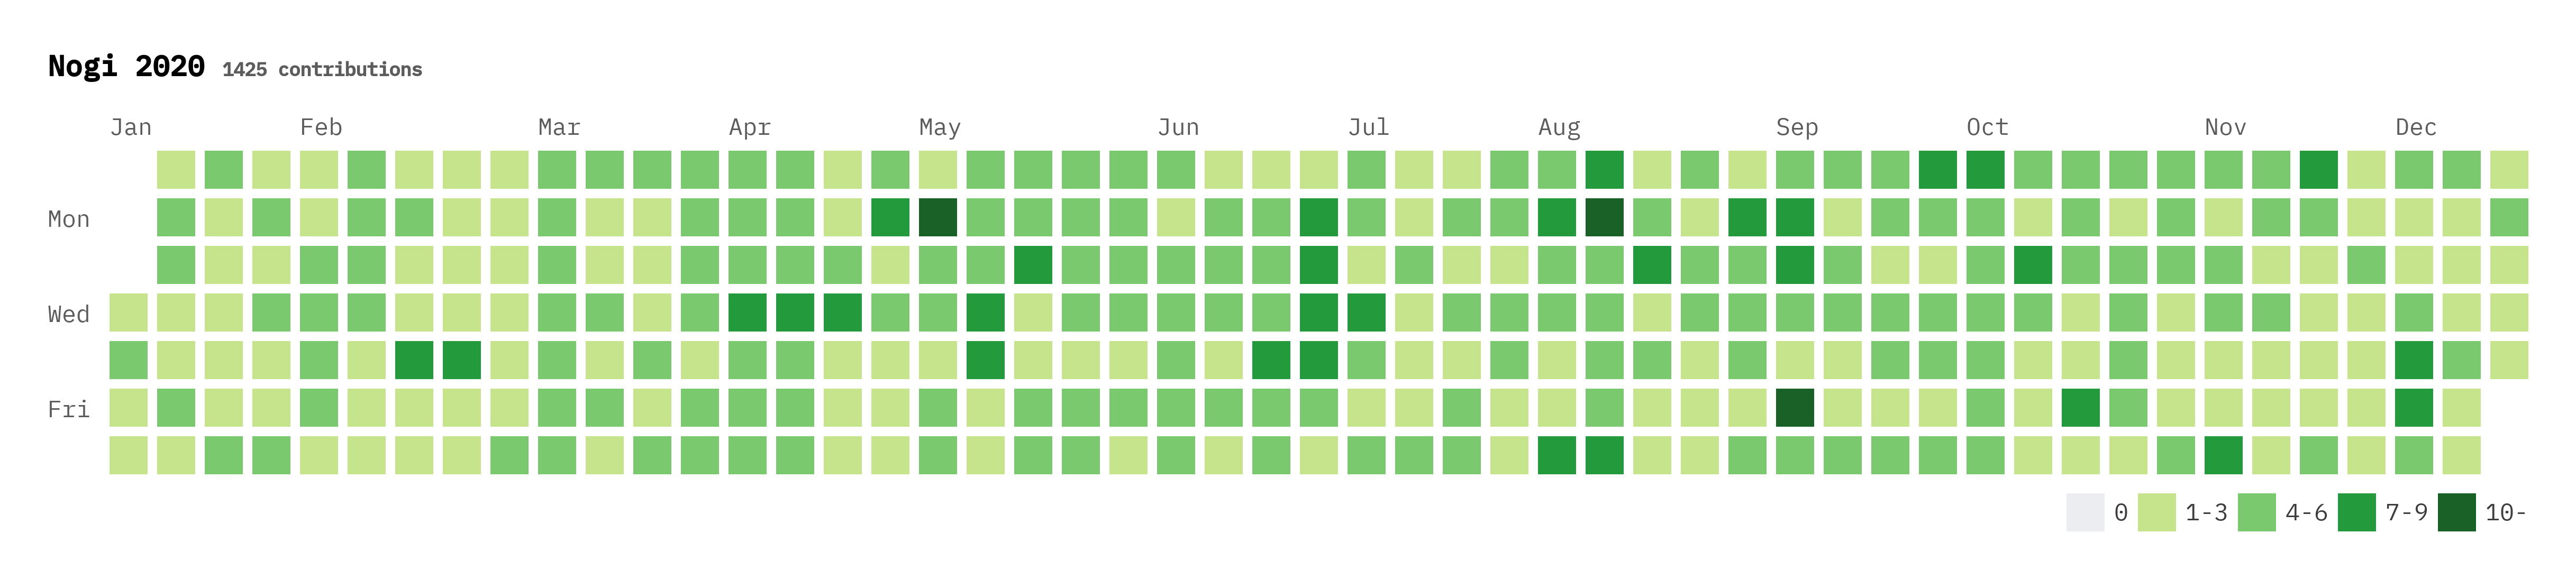 Nogi 2020 1425 contributions
Jan Feb Mar Apr May Jun Jul Aug Sep Oct Nov Dec
Mon
Wed
Fri
0 1-3 4-6 7-9 10-